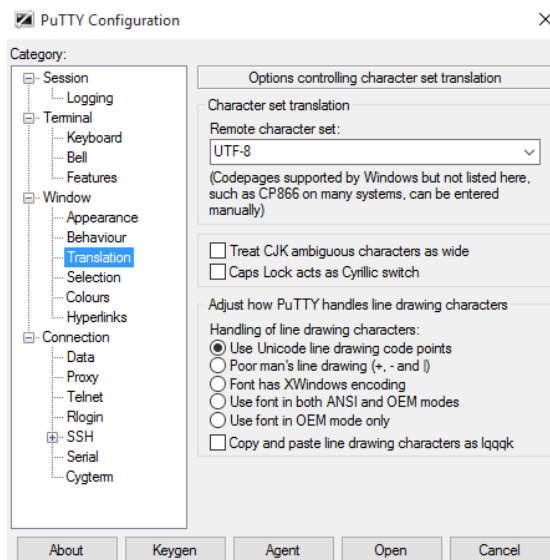 PuTTY Configuration
Category:
Session
Logging
Terminal
Keyboard
Bell
Features
Window
Appearance
Behaviour
Translation
Selection
Colours
Hyperlinks
Connection
Data
Proxy
Telnet
Rlogin
SSH
Serial
Cygterm
Options controlling character set translation
Character set translation
Remote character set:
UTF-8
(Codepages supported by Windows but not listed here,
such as CP866 on many systems, can be entered
manually)
Treat CJK ambiguous characters as wide
Caps Lock acts as Cyrillic switch
Adjust how PuTTY handles line drawing characters
Handling of line drawing characters:
Use Unicode line drawing code points
Poor man's line drawing (+, - and |)
Font has XWindows encoding
Use font in both ANSI and OEM modes
Use font in OEM mode only
Copy and paste line drawing characters as lqqqk
About
Keygen
Agent
Open
Cancel